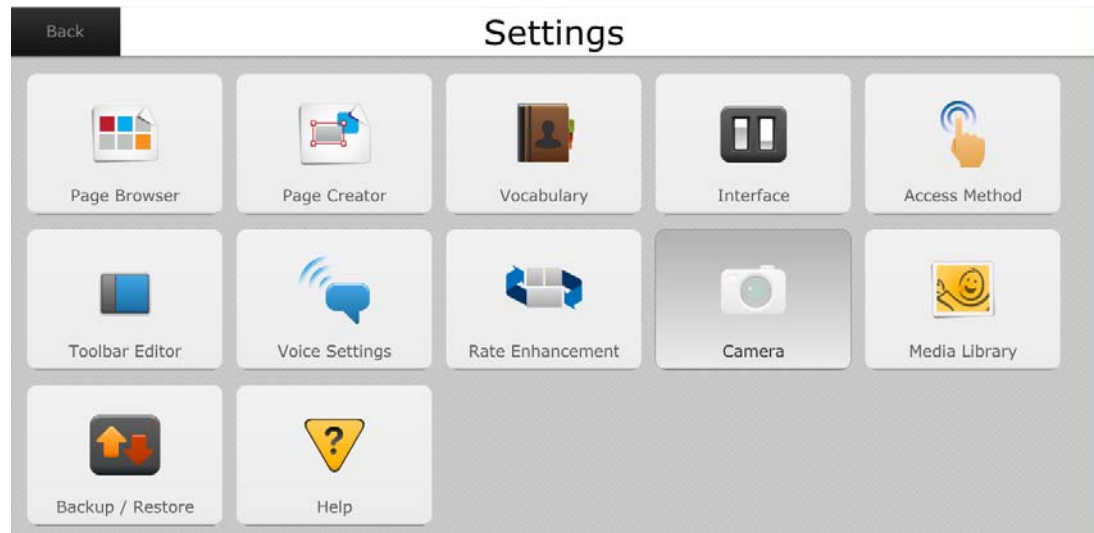 Back
Settings
Page Browser
Page Creator
Vocabulary
Interface
Access Method
Toolbar Editor
Voice Settings
Rate Enhancement
Camera
Media Library
Backup / Restore
?
Help